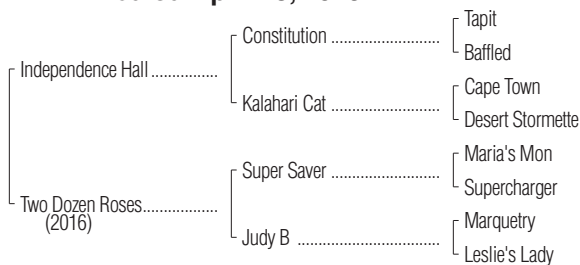 Independence Hall ...............
Constitution .........................
Tapit
Baffled
Kalahari Cat .........................
Cape Town
Desert Stormette
Two Dozen Roses.................
(2016)
Super Saver .........................
Maria's Mon
Supercharger
Judy B .................................
Marquetry
Leslie's Lady